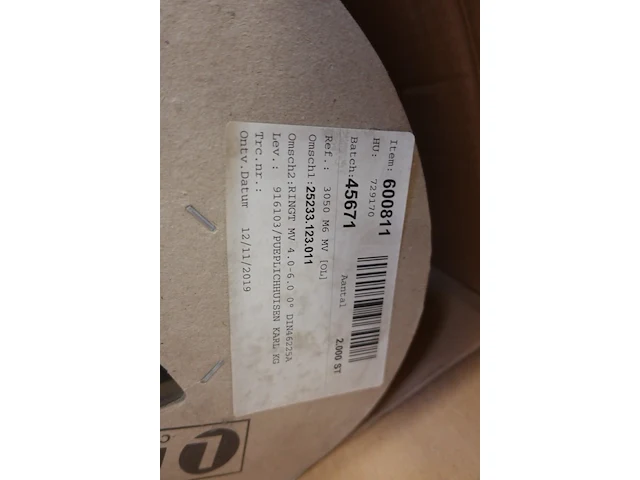 Item: 600811
HU: 729170
Batch: 45671 Aantal 2.000 ST
Ref.: 3050 M6 MV [OL]
Omsch1: 25233.123.011
Omsch2: RINGT MV 4.0-6.0 0° DIN46225A
Lev.: 916103/PUEPLICHHUISEN KARL KG
Trc.nr.:
Ontv.Datum 12/11/2019